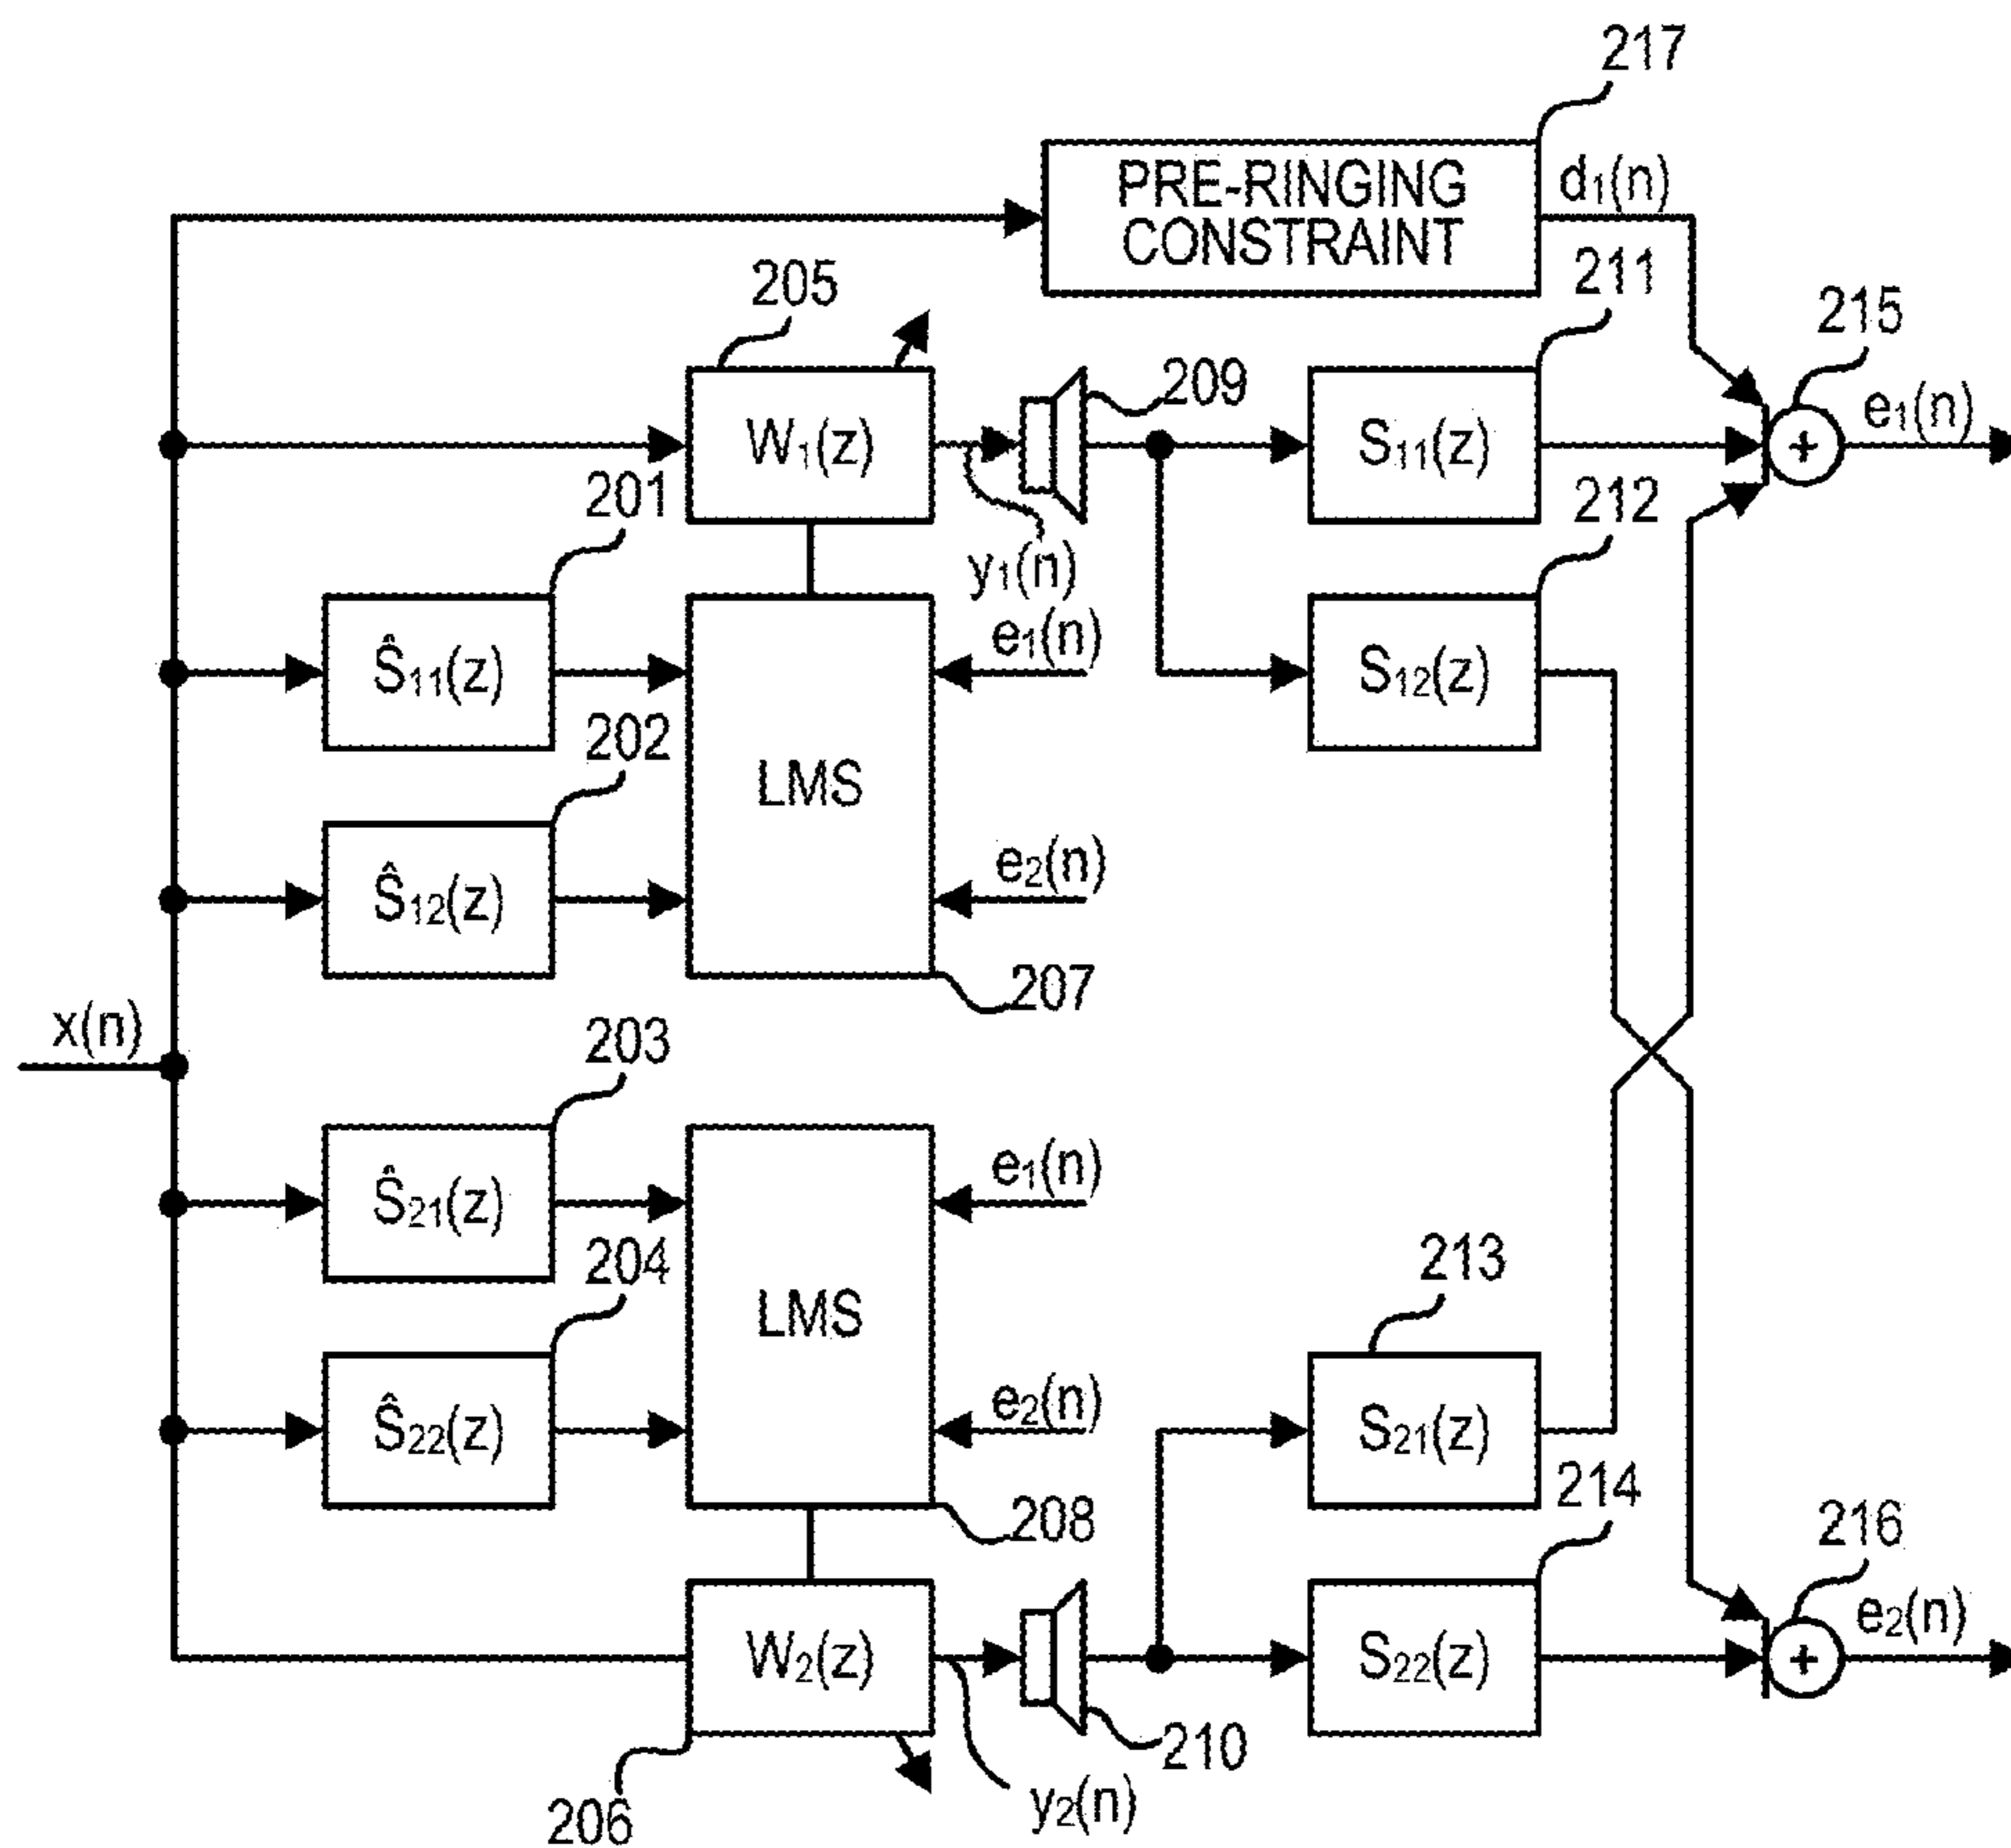 217
PRE-RINGING
CONSTRAINT
d₁(n)
205
211
215
209
W₁(z)
S₁₁(z)
+
e₁(n)
201
212
y₁(n)
Ŝ₁₁(z)
e₁(n)
S₁₂(z)
202
LMS
Ŝ₁₂(z)
e₂(n)
207
x(n)
203
Ŝ₂₁(z)
e₁(n)
204
213
LMS
Ŝ₂₂(z)
e₂(n)
S₂₁(z)
214
208
216
W₂(z)
S₂₂(z)
+
e₂(n)
210
206
y₂(n)